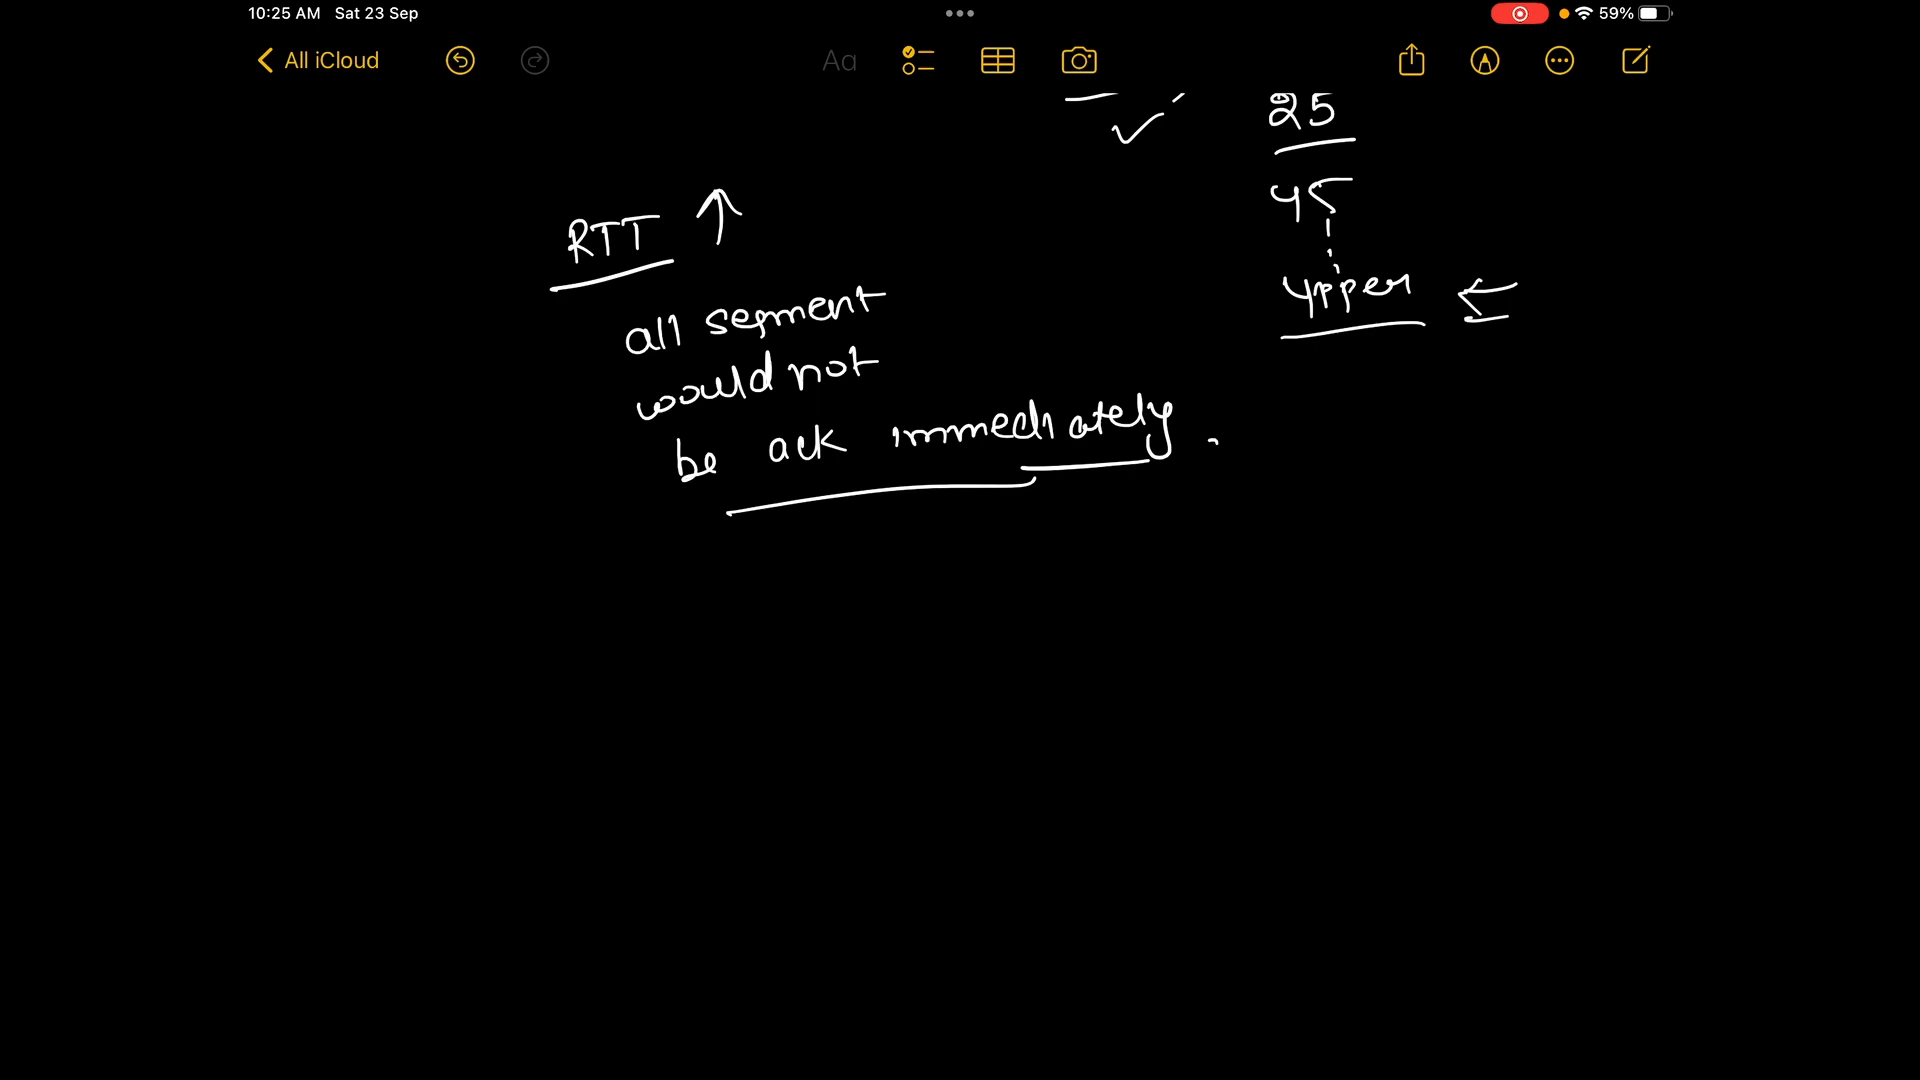 10:25 AM Sat 23 Sep
59%
All iCloud
Aa
25
45
Upper
RTT ↑
all segment
would not
be ack immediately.